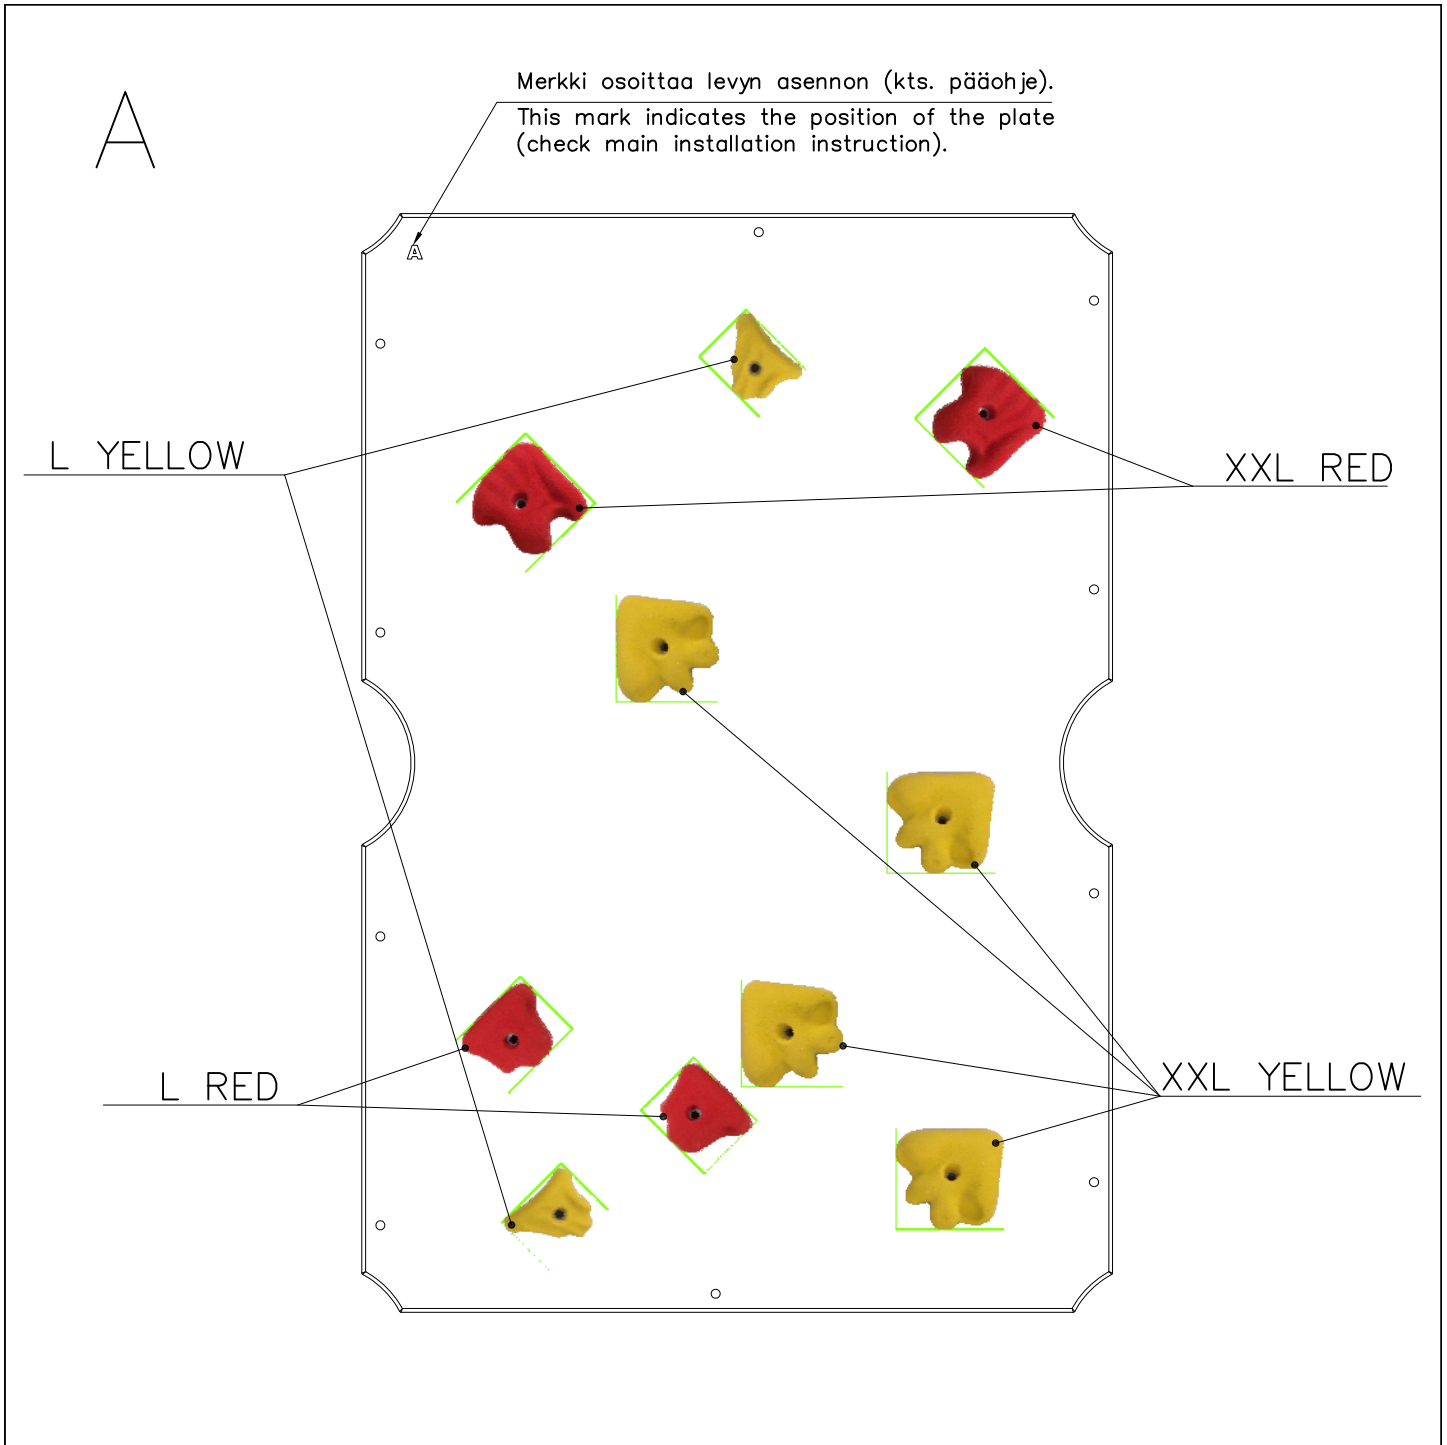 A
Merkki osoittaa levyn asennon (kts. pääohje).
This mark indicates the position of the plate
(check main installation instruction).
A
L YELLOW
XXL RED
L RED
XXL YELLOW